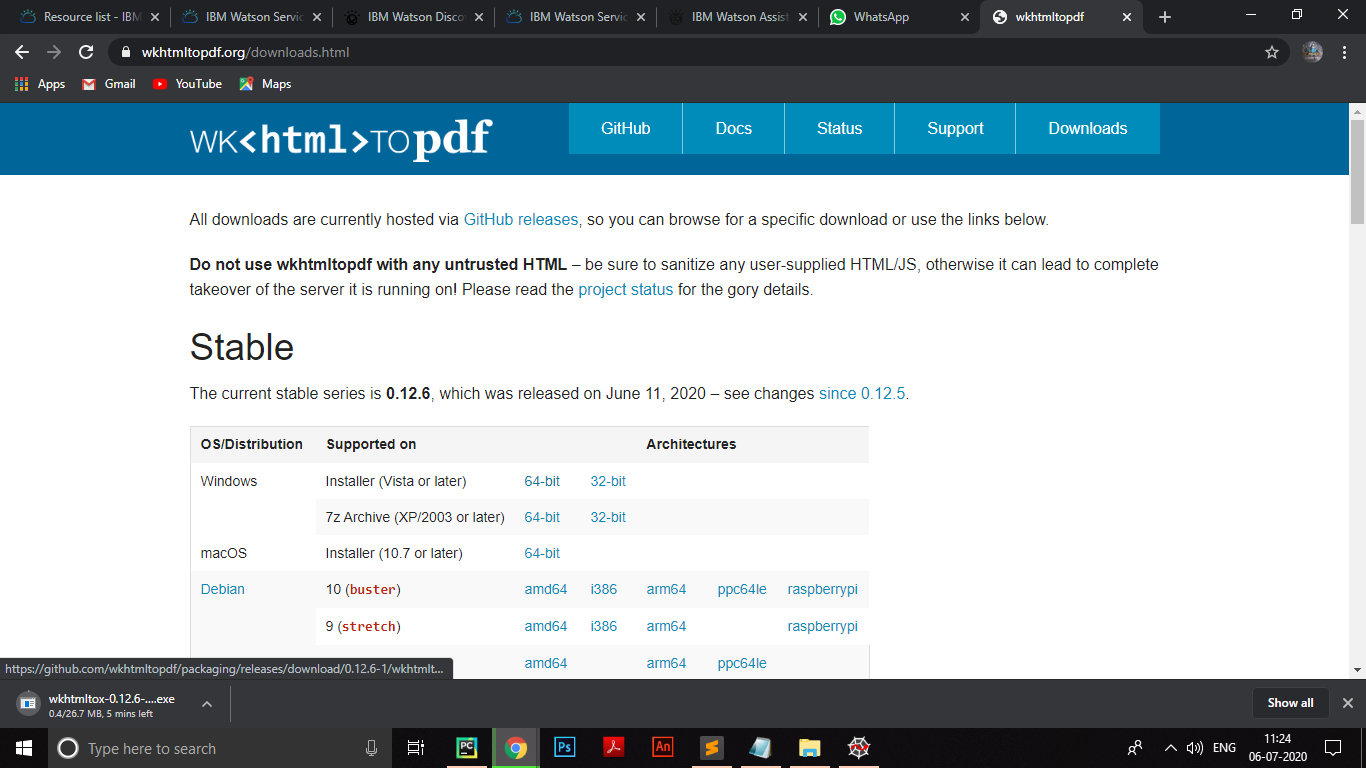 Resource list - IBM
IBM Watson Servic
IBM Watson Disco
IBM Watson Servic
IBM Watson Assist
WhatsApp
wkhtmltopdf
wkhtmltopdf.org/downloads.html
Apps
Gmail
YouTube
Maps
WK<html>TOpdf
GitHub
Docs
Status
Support
Downloads
All downloads are currently hosted via GitHub releases, so you can browse for a specific download or use the links below.
Do not use wkhtmltopdf with any untrusted HTML – be sure to sanitize any user-supplied HTML/JS, otherwise it can lead to complete
takeover of the server it is running on! Please read the project status for the gory details.
Stable
The current stable series is 0.12.6, which was released on June 11, 2020 – see changes since 0.12.5.
OS/Distribution Supported on Architectures
Windows Installer (Vista or later) 64-bit 32-bit
7z Archive (XP/2003 or later) 64-bit 32-bit
macOS Installer (10.7 or later) 64-bit
Debian 10 (buster) amd64 i386 arm64 ppc64le raspberrypi
9 (stretch) amd64 i386 arm64 raspberrypi
amd64 arm64 ppc64le
https://github.com/wkhtmltopdf/packaging/releases/download/0.12.6-1/wkhtmlt...
wkhtmltox-0.12.6-....exe
0.4/26.7 MB, 5 mins left
Show all
Type here to search
PC
Ps
An
ENG
11:24
06-07-2020